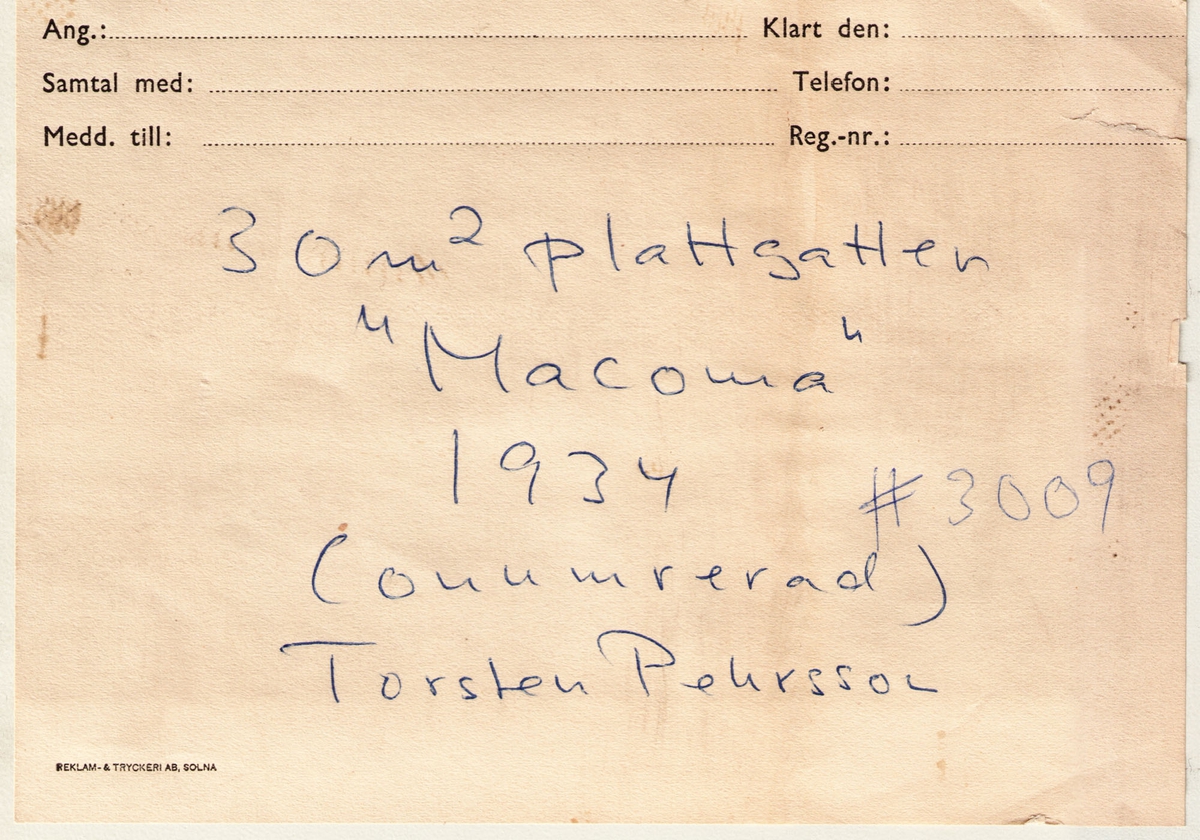 Ang.: Klart den:
Samtal med: Telefon:
Medd. till: Reg.-nr.:
30 m² plattgatter
"Macoma"
1934
#3009
(onumrerad)
Torsten Pehrsson
REKLAM- & TRYCKERI AB, SOLNA